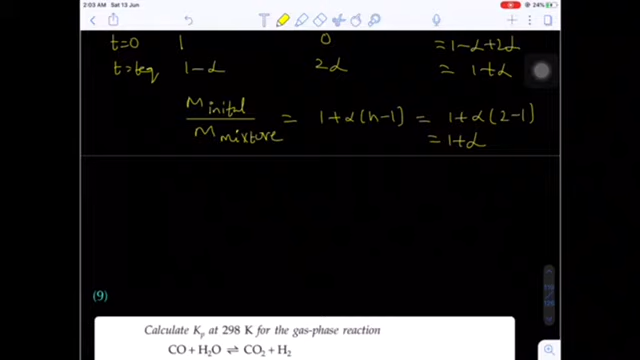 2:03 AM Sat 13 Jun
24%
t=0 1 0 = 1-α+2α
t=teq 1-α 2α = 1+α
M inital / M mixture = 1+α(n-1) = 1+α(2-1)
= 1+α
(9)
Calculate Kp at 298 K for the gas-phase reaction
CO + H2O ⇌ CO2 + H2